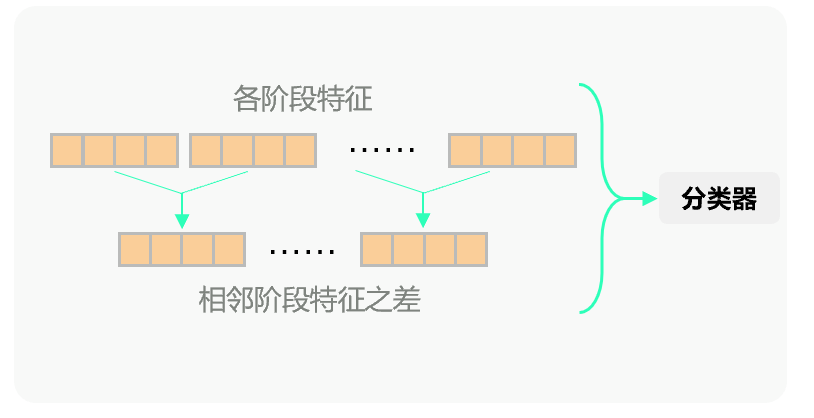 各阶段特征
……
分类器
……
相邻阶段特征之差